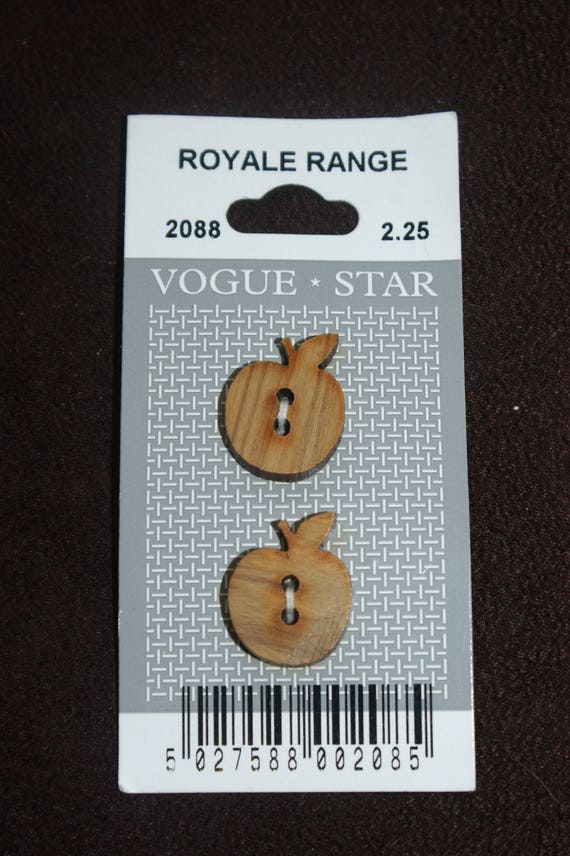 ROYALE RANGE
2088 2.25
VOGUE ★ STAR
5 027588 002085